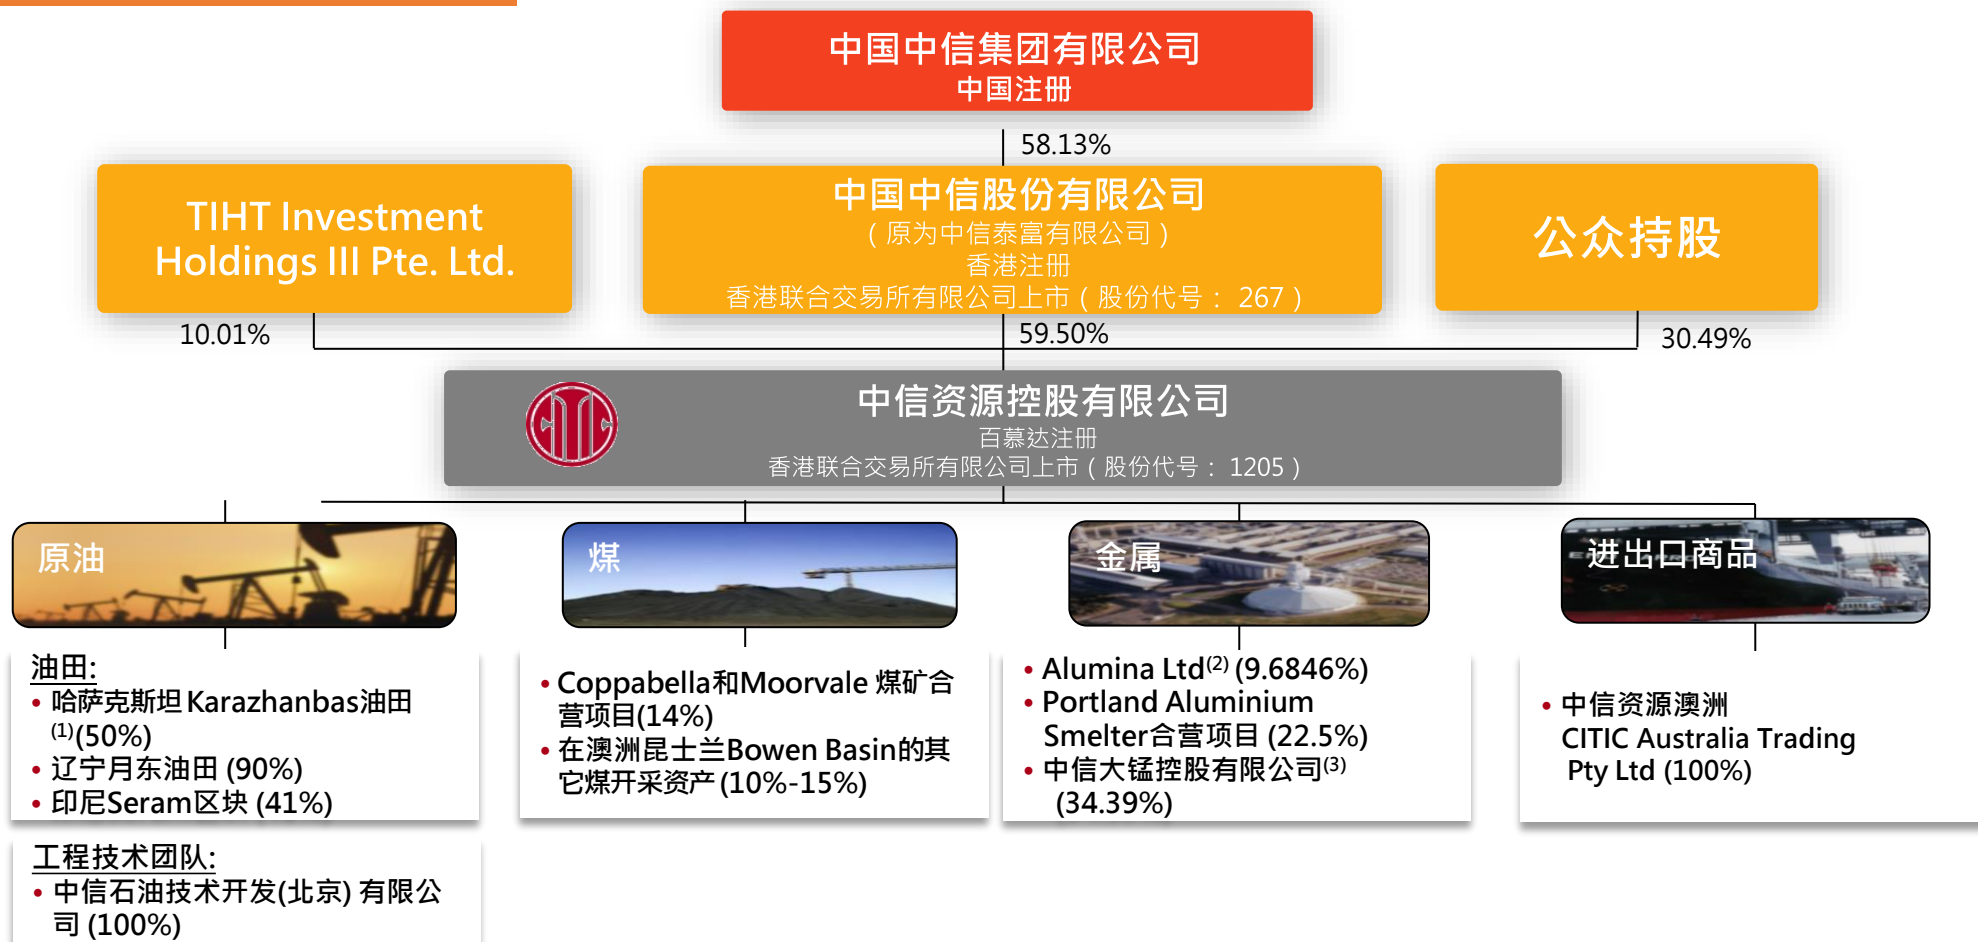 中国中信集团有限公司
中国注册
58.13%
TIHT Investment
Holdings III Pte. Ltd.
中国中信股份有限公司
（原为中信泰富有限公司）
香港注册
香港联合交易所有限公司上市（股份代号： 267）
公众持股
10.01%
59.50%
30.49%
中信资源控股有限公司
百慕达注册
香港联合交易所有限公司上市（股份代号： 1205）
原油
煤
金属
进出口商品
油田:
• 哈萨克斯坦Karazhanbas油田
(1)(50%)
• 辽宁月东油田 (90%)
• 印尼Seram区块 (41%)
工程技术团队:
• 中信石油技术开发(北京) 有限公
司 (100%)
• Coppabella和Moorvale 煤矿合
营项目(14%)
• 在澳洲昆士兰Bowen Basin的其
它煤开采资产(10%-15%)
• Alumina Ltd(2) (9.6846%)
• Portland Aluminium
Smelter合营项目 (22.5%)
• 中信大锰控股有限公司(3)
(34.39%)
• 中信资源澳洲
CITIC Australia Trading
Pty Ltd (100%)